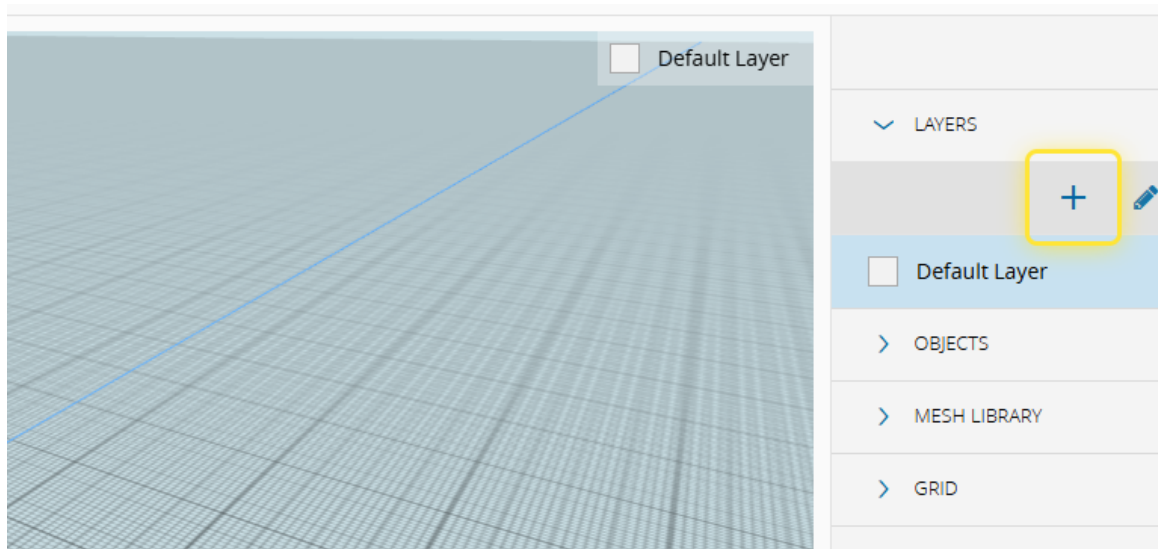 Default Layer
LAYERS
Default Layer
OBJECTS
MESH LIBRARY
GRID